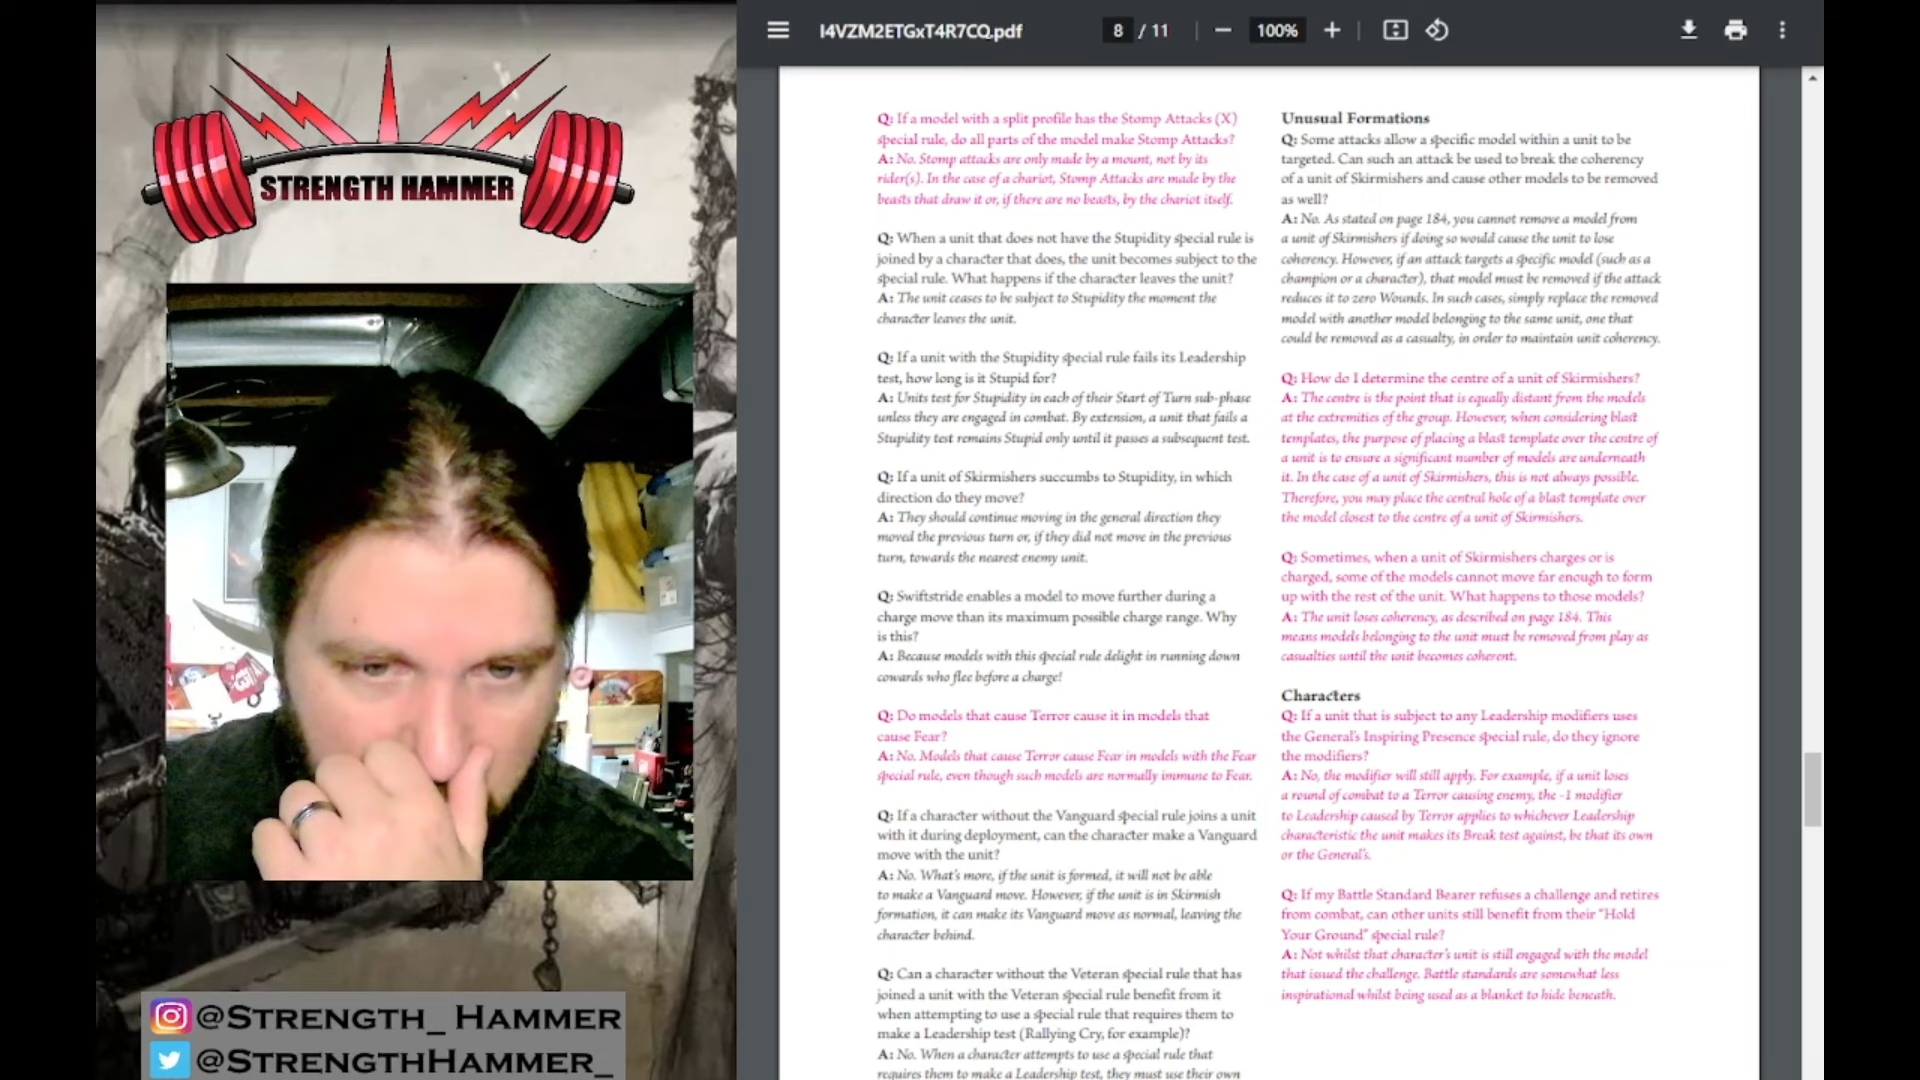 STRENGTH HAMMER
@STRENGTH_HAMMER
@STRENGTHHAMMER_
I4VZM2ETGxT4R7CQ.pdf
8 / 11
100%
Q: If a model with a split profile has the Stomp Attacks (X)
special rule, do all parts of the model make Stomp Attacks?
A: No. Stomp attacks are only made by a mount, not by its
rider(s). In the case of a chariot, Stomp Attacks are made by the
beasts that draw it or, if there are no beasts, by the chariot itself.
Q: When a unit that does not have the Stupidity special rule is
joined by a character that does, the unit becomes subject to the
special rule. What happens if the character leaves the unit?
A: The unit ceases to be subject to Stupidity the moment the
character leaves the unit.
Q: If a unit with the Stupidity special rule fails its Leadership
test, how long is it Stupid for?
A: Units test for Stupidity in each of their Start of Turn sub-phase
unless they are engaged in combat. By extension, a unit that fails a
Stupidity test remains Stupid only until it passes a subsequent test.
Q: If a unit of Skirmishers succumbs to Stupidity, in which
direction do they move?
A: They should continue moving in the general direction they
moved the previous turn or, if they did not move in the previous
turn, towards the nearest enemy unit.
Q: Swiftstride enables a model to move further during a
charge move than its maximum possible charge range. Why
is this?
A: Because models with this special rule delight in running down
cowards who flee before a charge!
Q: Do models that cause Terror cause it in models that
cause Fear?
A: No. Models that cause Terror cause Fear in models with the Fear
special rule, even though such models are normally immune to Fear.
Q: If a character without the Vanguard special rule joins a unit
with it during deployment, can the character make a Vanguard
move with the unit?
A: No. What's more, if the unit is formed, it will not be able
to make a Vanguard move. However, if the unit is in Skirmish
formation, it can make its Vanguard move as normal, leaving the
character behind.
Q: Can a character without the Veteran special rule that has
joined a unit with the Veteran special rule benefit from it
when attempting to use a special rule that requires them to
make a Leadership test (Rallying Cry, for example)?
A: No. When a character attempts to use a special rule that
requires them to make a Leadership test, they must use their own
Unusual Formations
Q: Some attacks allow a specific model within a unit to be
targeted. Can such an attack be used to break the coherency
of a unit of Skirmishers and cause other models to be removed
as well?
A: No. As stated on page 184, you cannot remove a model from
a unit of Skirmishers if doing so would cause the unit to lose
coherency. However, if an attack targets a specific model (such as a
champion or a character), that model must be removed if the attack
reduces it to zero Wounds. In such cases, simply replace the removed
model with another model belonging to the same unit, one that
could be removed as a casualty, in order to maintain unit coherency.
Q: How do I determine the centre of a unit of Skirmishers?
A: The centre is the point that is equally distant from the models
at the extremities of the group. However, when considering blast
templates, the purpose of placing a blast template over the centre of
a unit is to ensure a significant number of models are underneath
it. In the case of a unit of Skirmishers, this is not always possible.
Therefore, you may place the central hole of a blast template over
the model closest to the centre of a unit of Skirmishers.
Q: Sometimes, when a unit of Skirmishers charges or is
charged, some of the models cannot move far enough to form
up with the rest of the unit. What happens to those models?
A: The unit loses coherency, as described on page 184. This
means models belonging to the unit must be removed from play as
casualties until the unit becomes coherent.
Characters
Q: If a unit that is subject to any Leadership modifiers uses
the General's Inspiring Presence special rule, do they ignore
the modifiers?
A: No, the modifier will still apply. For example, if a unit loses
a round of combat to a Terror causing enemy, the -1 modifier
to Leadership caused by Terror applies to whichever Leadership
characteristic the unit makes its Break test against, be that its own
or the General's.
Q: If my Battle Standard Bearer refuses a challenge and retires
from combat, can other units still benefit from their "Hold
Your Ground" special rule?
A: Not whilst that character's unit is still engaged with the model
that issued the challenge. Battle standards are somewhat less
inspirational whilst being used as a blanket to hide beneath.